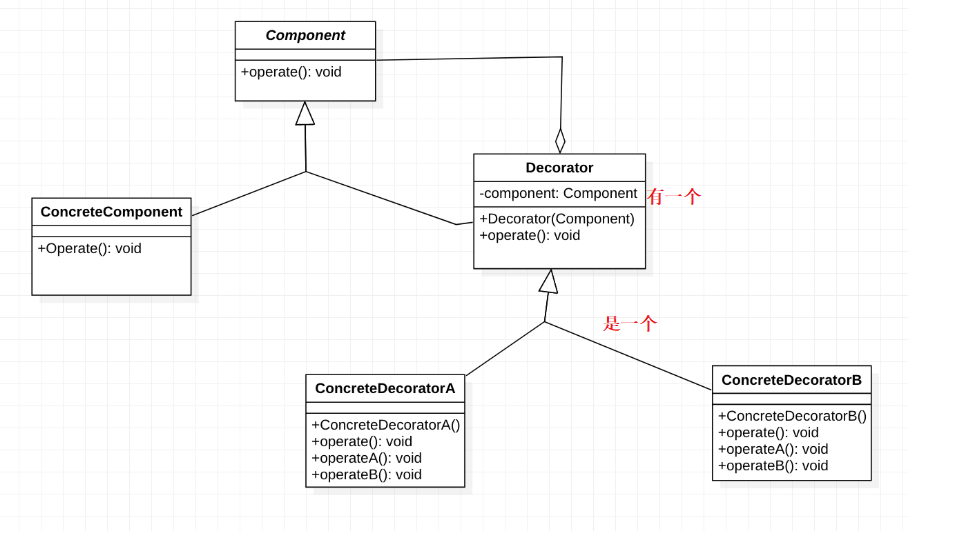 Component
+operate(): void
Decorator
-component: Component
有一个
+Decorator(Component)
+operate(): void
ConcreteComponent
+Operate(): void
是一个
ConcreteDecoratorA
+ConcreteDecoratorA()
+operate(): void
+operateA(): void
+operateB(): void
ConcreteDecoratorB
+ConcreteDecoratorB()
+operate(): void
+operateA(): void
+operateB(): void